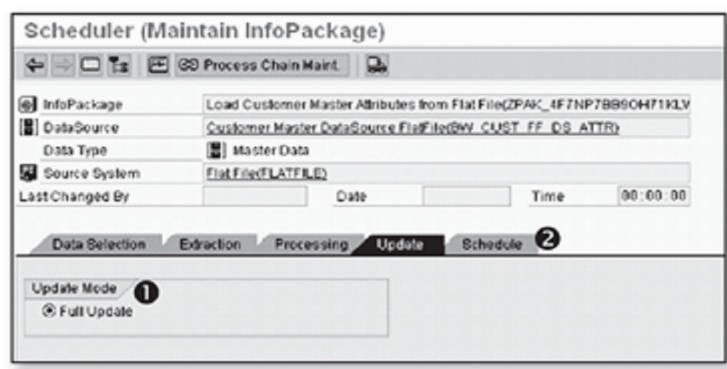 Scheduler (Maintain InfoPackage)
Process Chain Maint.
InfoPackage Load Customer Master Attributes from Flat File(ZPAK_4F7NP7BB9OH71KLV
DataSource Customer Master DataSource FlatFile(BW_CUST_FF_DS_ATTR)
Data Type Master Data
Source System Flat File(FLATFILE)
Last Changed By Date Time 00:00:00
Data Selection Extraction Processing Update Schedule 2
Update Mode 1
Full Update